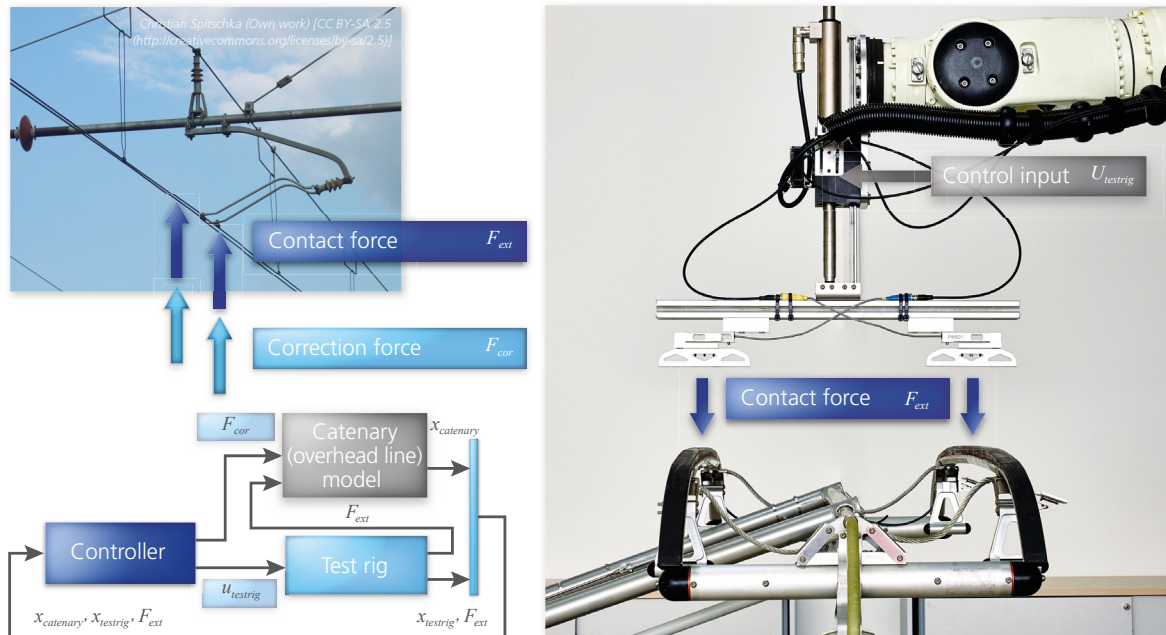 Christian Spitschka (Own work) [CC BY-SA 2.5
(http://creativecommons.org/licenses/by-sa/2.5)]
Contact force F_ext
Correction force F_cor
F_cor
Catenary
(overhead line)
model
x_catenary
F_ext
Controller
Test rig
u_testrig
x_catenary, x_testrig, F_ext
x_testrig, F_ext
Control input U_testrig
Contact force F_ext